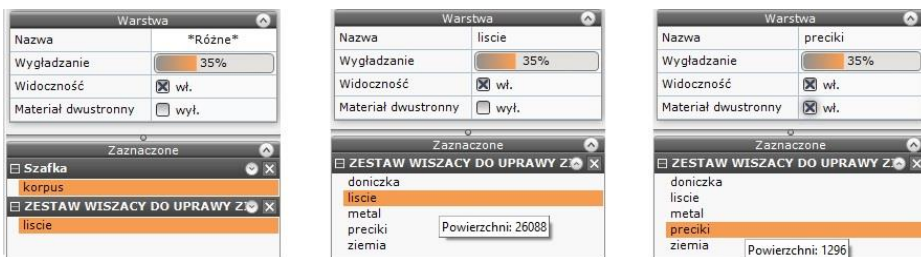 Warstwa
Nazwa *Różne*
Wygładzanie 35%
Widoczność wł.
Materiał dwustronny wył.
Zaznaczone
Szafka
korpus
ZESTAW WISZACY DO UPRAWY
liscie
Warstwa
Nazwa liscie
Wygładzanie 35%
Widoczność wł.
Materiał dwustronny wył.
Zaznaczone
ZESTAW WISZACY DO UPRAWY
doniczka
liscie
metal
preciki
Powierzchni: 26088
ziemia
Warstwa
Nazwa preciki
Wygładzanie 35%
Widoczność wł.
Materiał dwustronny wł.
Zaznaczone
ZESTAW WISZACY DO UPRAWY
doniczka
liscie
metal
preciki
ziemia
Powierzchni: 1296